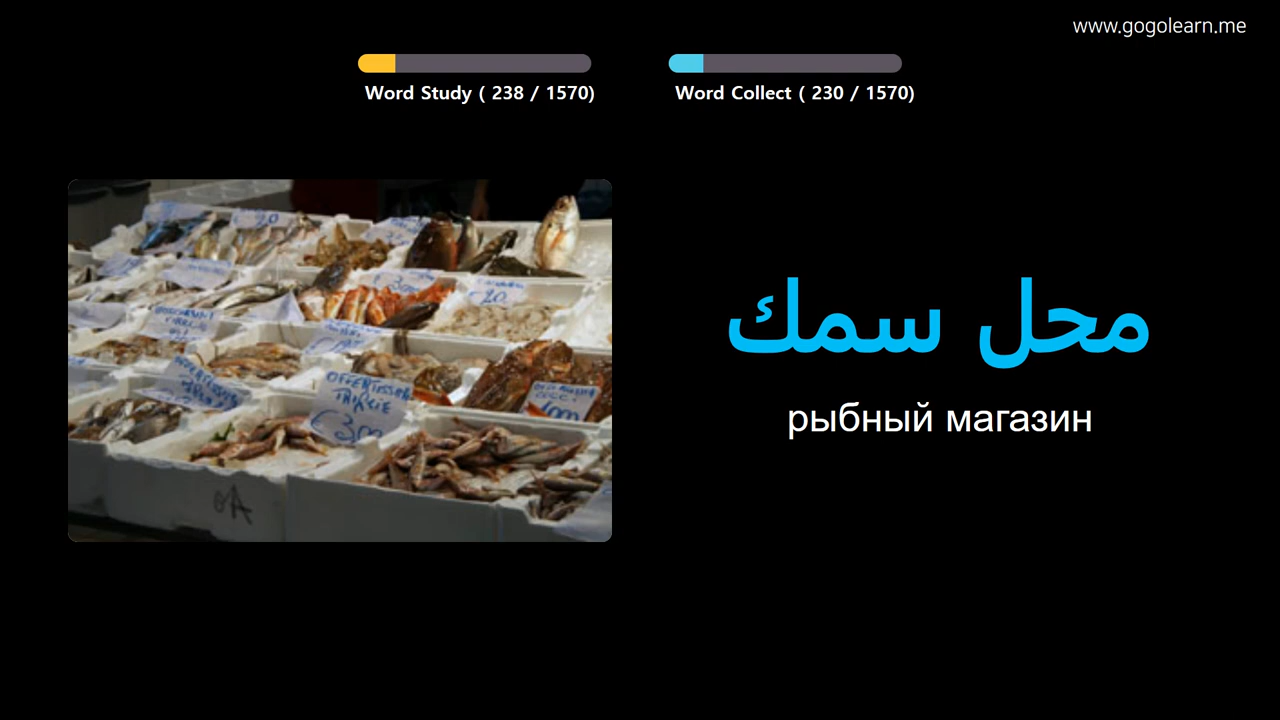 www.gogolearn.me
Word Study ( 238 / 1570)
Word Collect ( 230 / 1570)
محل سمك
рыбный магазин